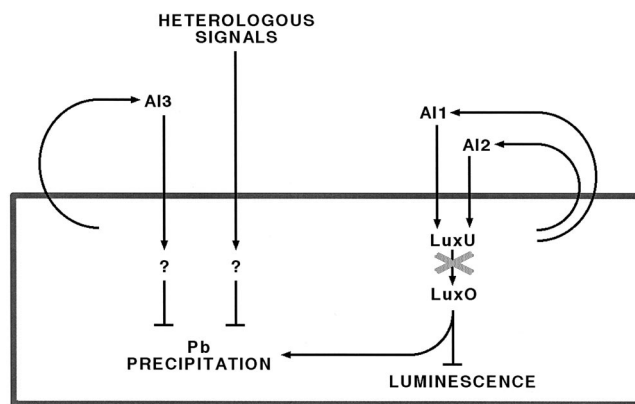 HETEROLOGOUS
SIGNALS
AI3
AI1
AI2
LuxU
?
?
LuxO
Pb
PRECIPITATION
LUMINESCENCE